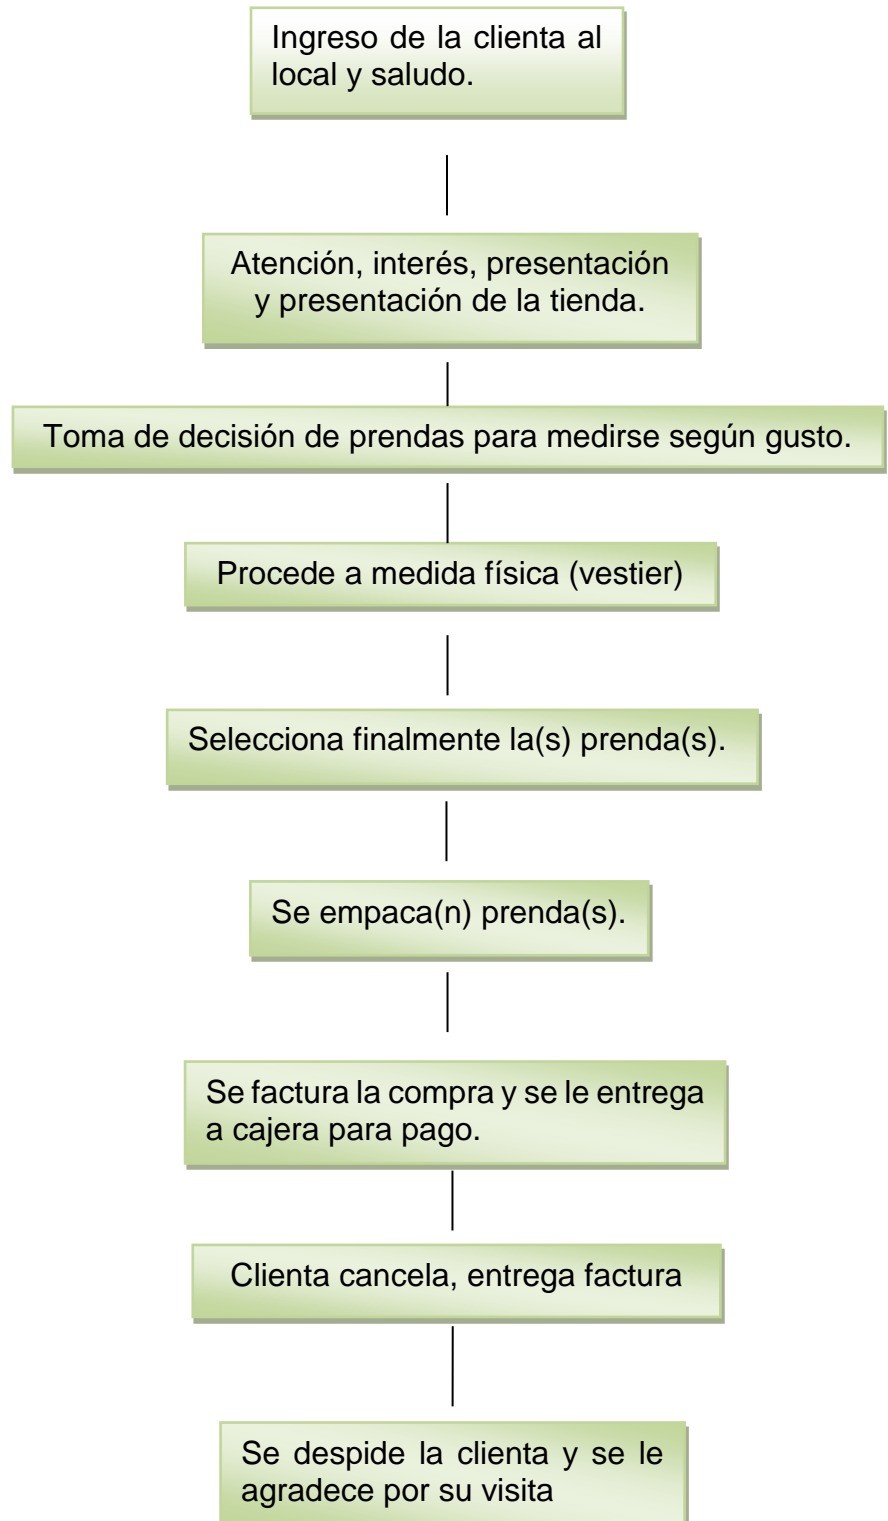 Ingreso de la clienta al
local y saludo.
Atención, interés, presentación
y presentación de la tienda.
Toma de decisión de prendas para medirse según gusto.
Procede a medida física (vestier)
Selecciona finalmente la(s) prenda(s).
Se empaca(n) prenda(s).
Se factura la compra y se le entrega
a cajera para pago.
Clienta cancela, entrega factura
Se despide la clienta y se le
agradece por su visita